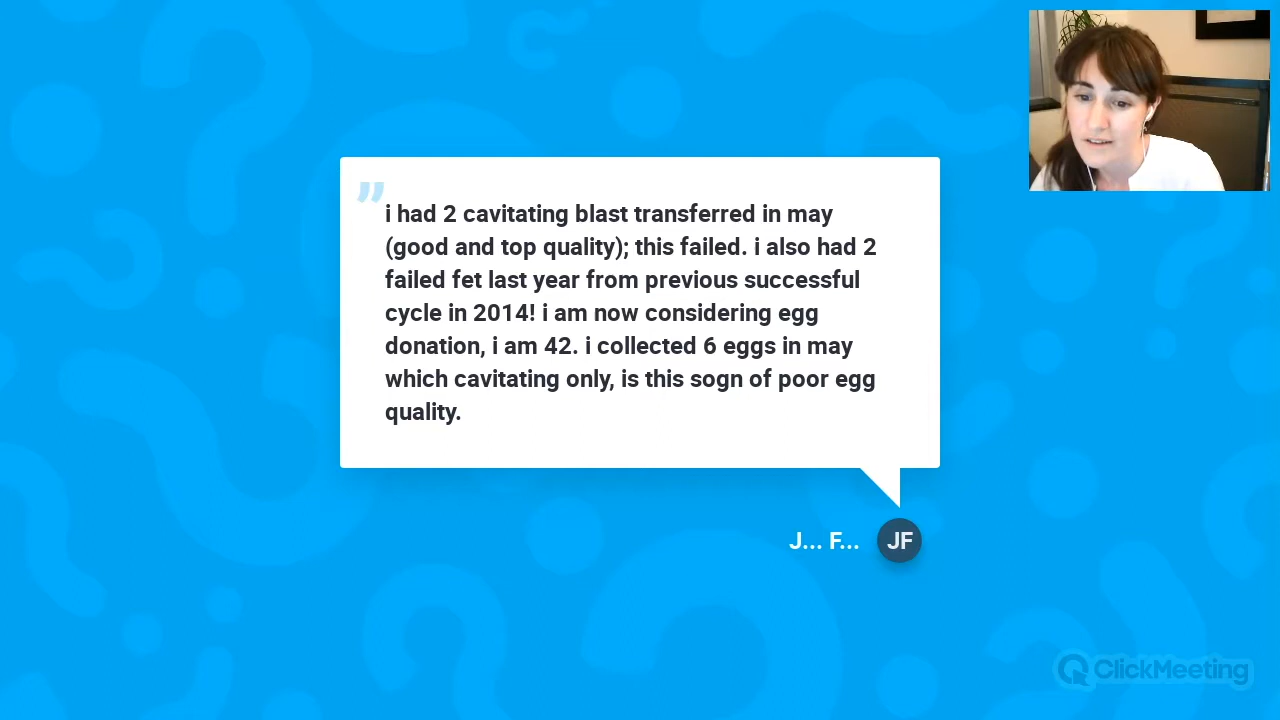 i had 2 cavitating blast transferred in may
(good and top quality); this failed. i also had 2
failed fet last year from previous successful
cycle in 2014! i am now considering egg
donation, i am 42. i collected 6 eggs in may
which cavitating only, is this sogn of poor egg
quality.
J... F...
JF
ClickMeeting